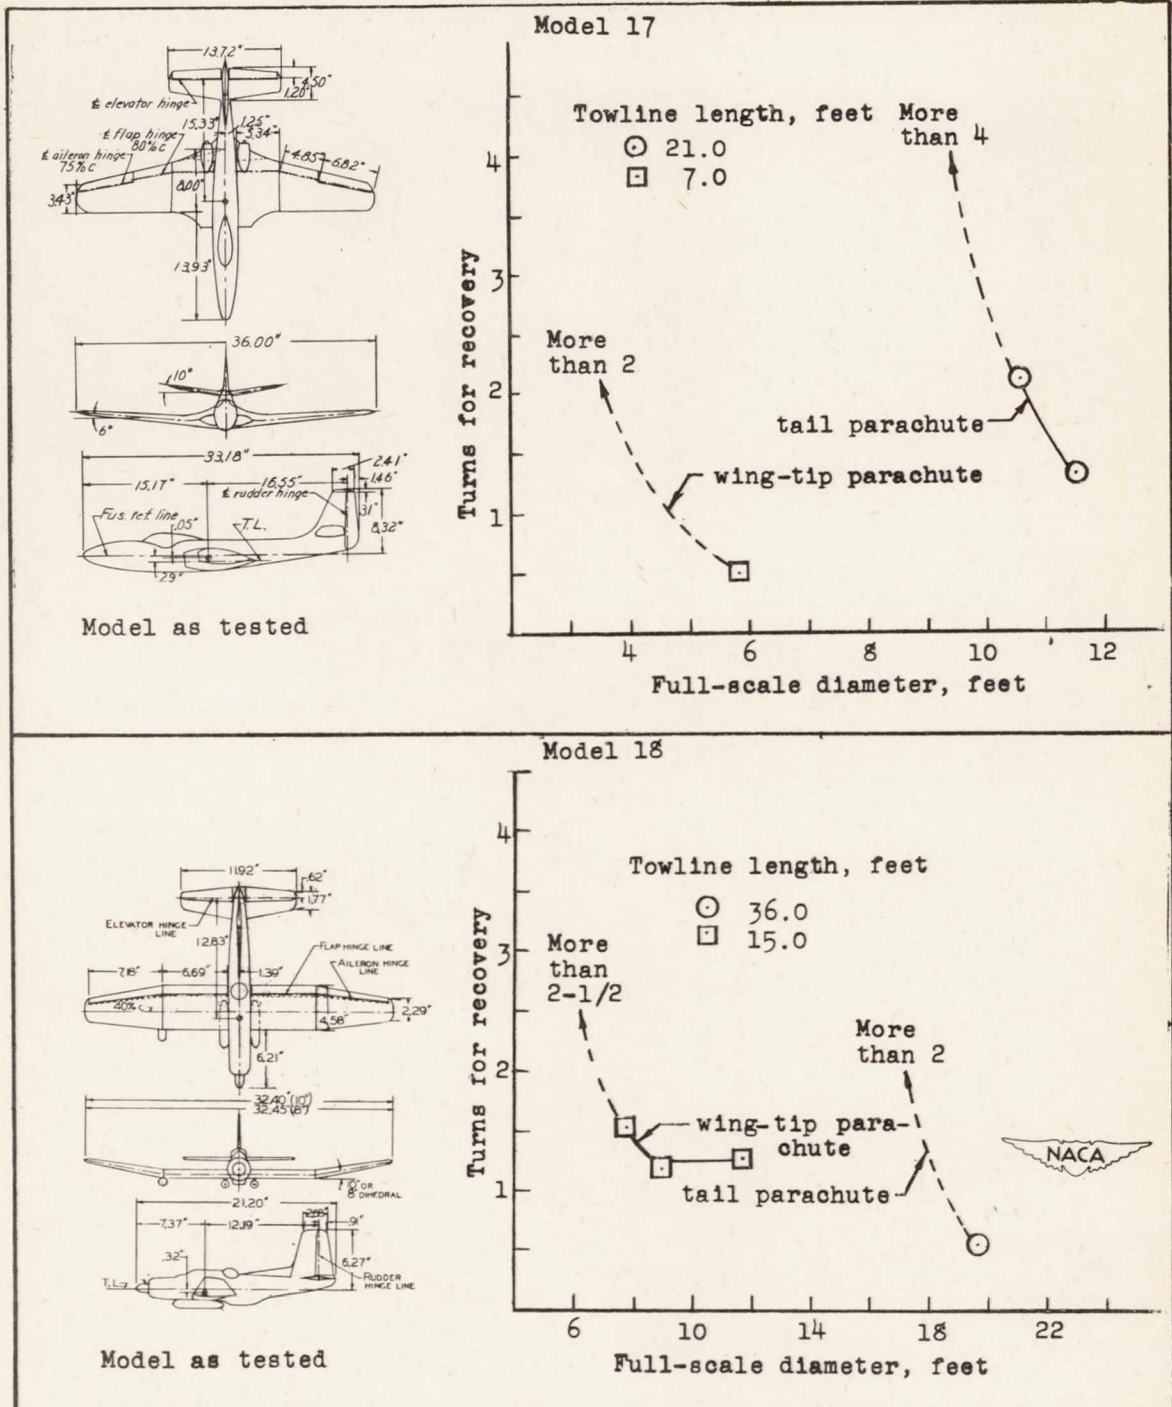 Model 17
13.72"
4.50"
1.20"
℄ elevator hinge
15.33"
1.25"
3.34"
℄ flap hinge
80% c
℄ aileron hinge
75% c
4.85"
6.82"
8.00"
3.43"
13.93"
36.00"
10°
6°
33.18"
2.41"
15.17"
16.55"
1.46"
℄ rudder hinge
.31"
8.32"
Fus. ref. line
.05"
T.L.
.29"
Model as tested
Towline length, feet
21.0
7.0
More
than 4
4
3
2
1
Turns for recovery
More
than 2
tail parachute
wing-tip parachute
4 6 8 10 12
Full-scale diameter, feet
Model 18
11.92"
.62"
1.77"
ELEVATOR HINGE
LINE
12.83"
FLAP HINGE LINE
AILERON HINGE
LINE
7.18"
6.69"
1.39"
40% c
2.29"
4.58"
6.21"
32.40"(10°)
32.45"(8°)
10° OR
8° DIHEDRAL
21.20"
7.37"
12.19"
.91"
.32"
6.27"
T.L.
RUDDER
HINGE LINE
Model as tested
Towline length, feet
36.0
15.0
4
3
2
1
Turns for recovery
More
than
2-1/2
More
than 2
wing-tip para-
chute
tail parachute
NACA
6 10 14 18 22
Full-scale diameter, feet